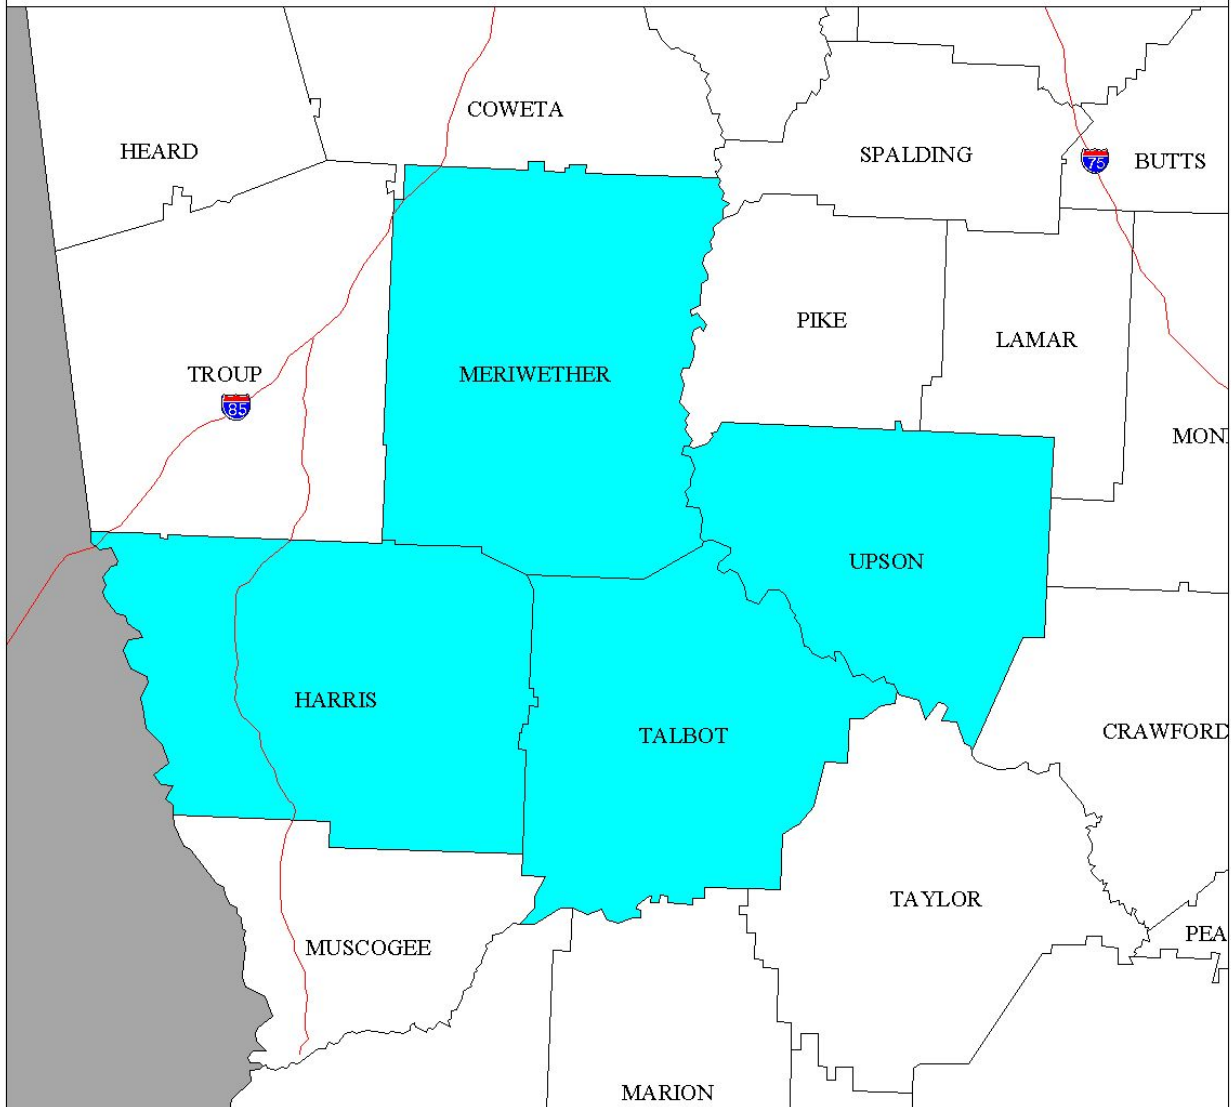 COWETA
HEARD
SPALDING
75
BUTTS
PIKE
LAMAR
TROUP
MERIWETHER
85
MON
UPSON
HARRIS
TALBOT
CRAWFORD
TAYLOR
MUSCOGEE
PEA
MARION